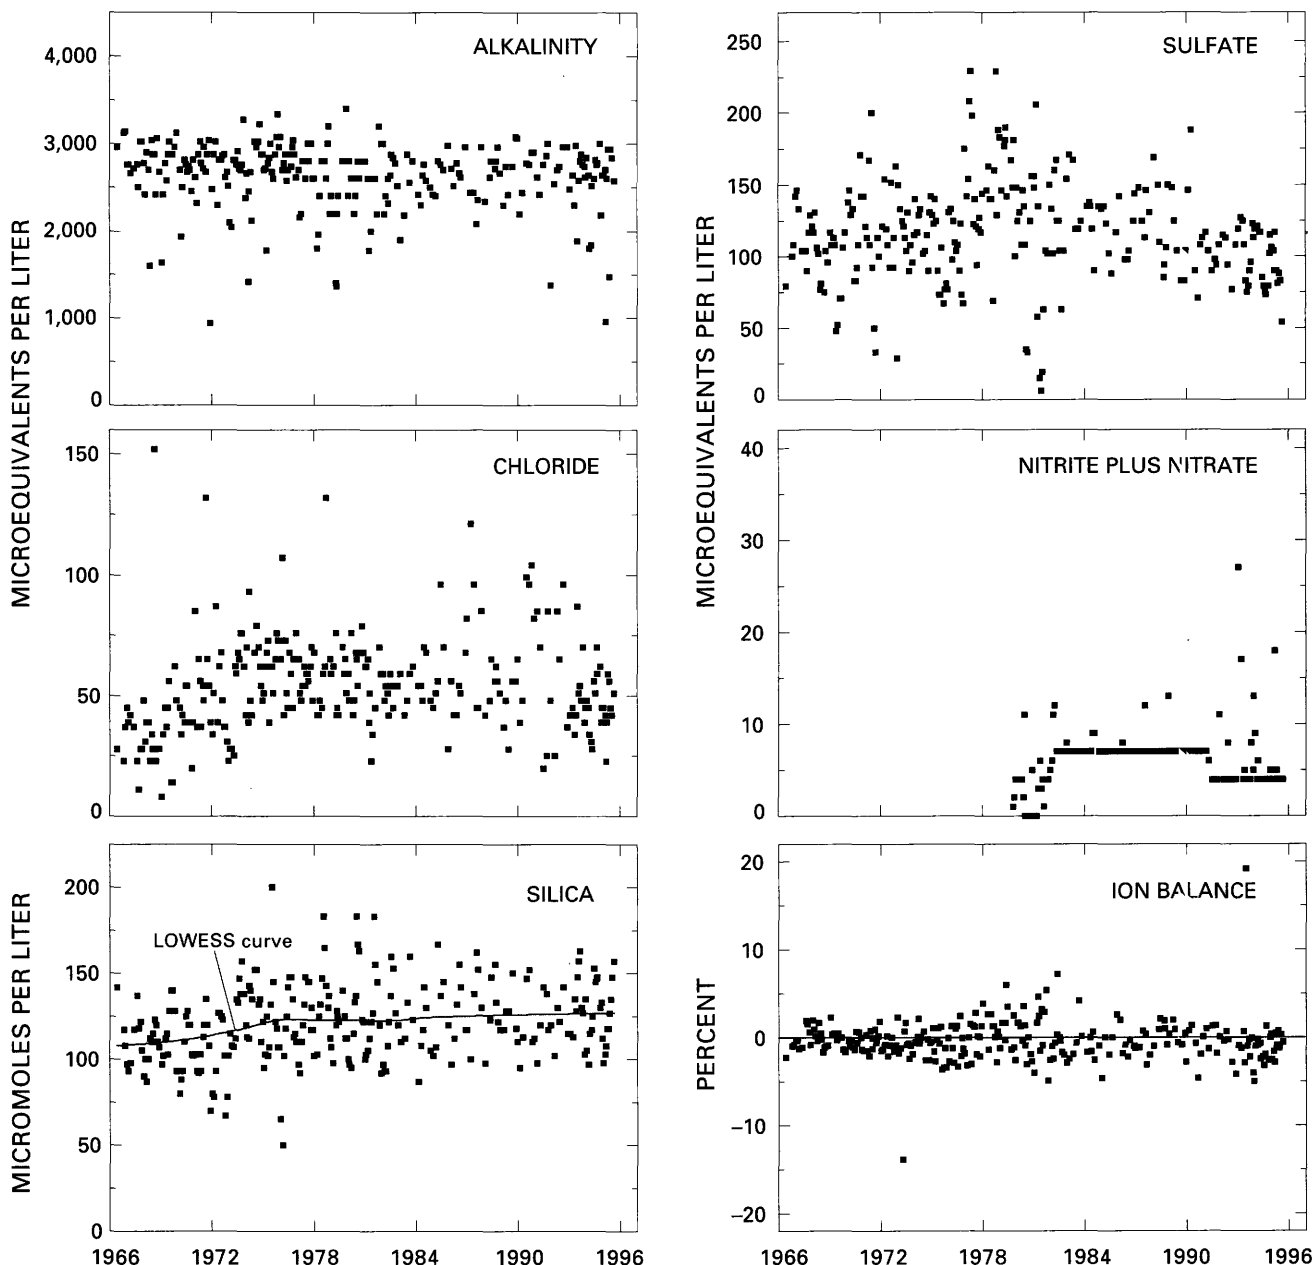 ALKALINITY
4,000
3,000
2,000
1,000
0
MICROEQUIVALENTS PER LITER
CHLORIDE
150
100
50
0
SILICA
LOWESS curve
200
150
100
50
0
MICROMOLES PER LITER
1966 1972 1978 1984 1990 1996
SULFATE
250
200
150
100
50
0
MICROEQUIVALENTS PER LITER
NITRITE PLUS NITRATE
40
30
20
10
0
ION BALANCE
20
10
0
−10
−20
PERCENT
1966 1972 1978 1984 1990 1996